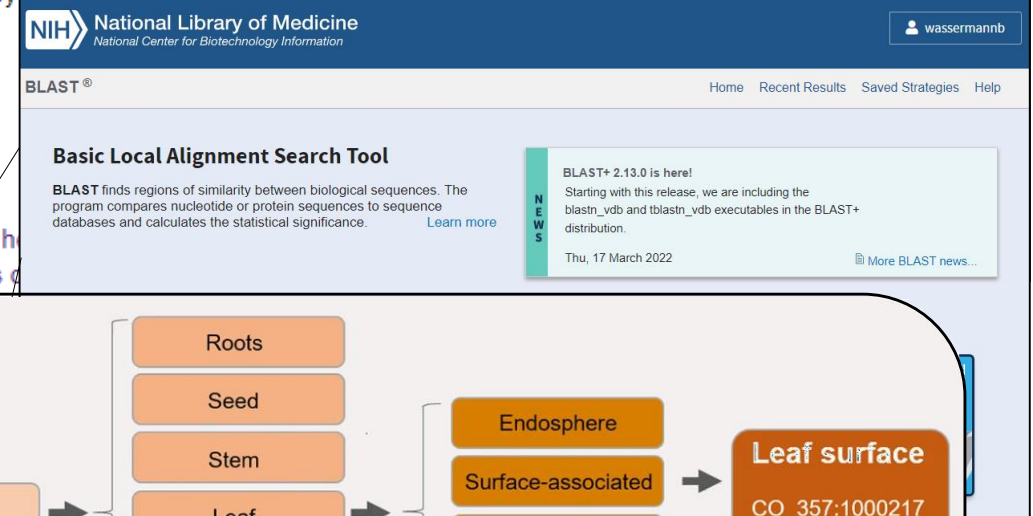 NIH National Library of Medicine
National Center for Biotechnology Information
wassermannb
BLAST ®
Home Recent Results Saved Strategies Help
Basic Local Alignment Search Tool
BLAST finds regions of similarity between biological sequences. The
program compares nucleotide or protein sequences to sequence
databases and calculates the statistical significance. Learn more
NEWS
BLAST+ 2.13.0 is here!
Starting with this release, we are including the
blastn_vdb and tblastn_vdb executables in the BLAST+
distribution.
Thu, 17 March 2022
More BLAST news...
Roots
Seed
Stem
Leaf
Endosphere
Surface-associated
Leaf surface
CO_357:1000217